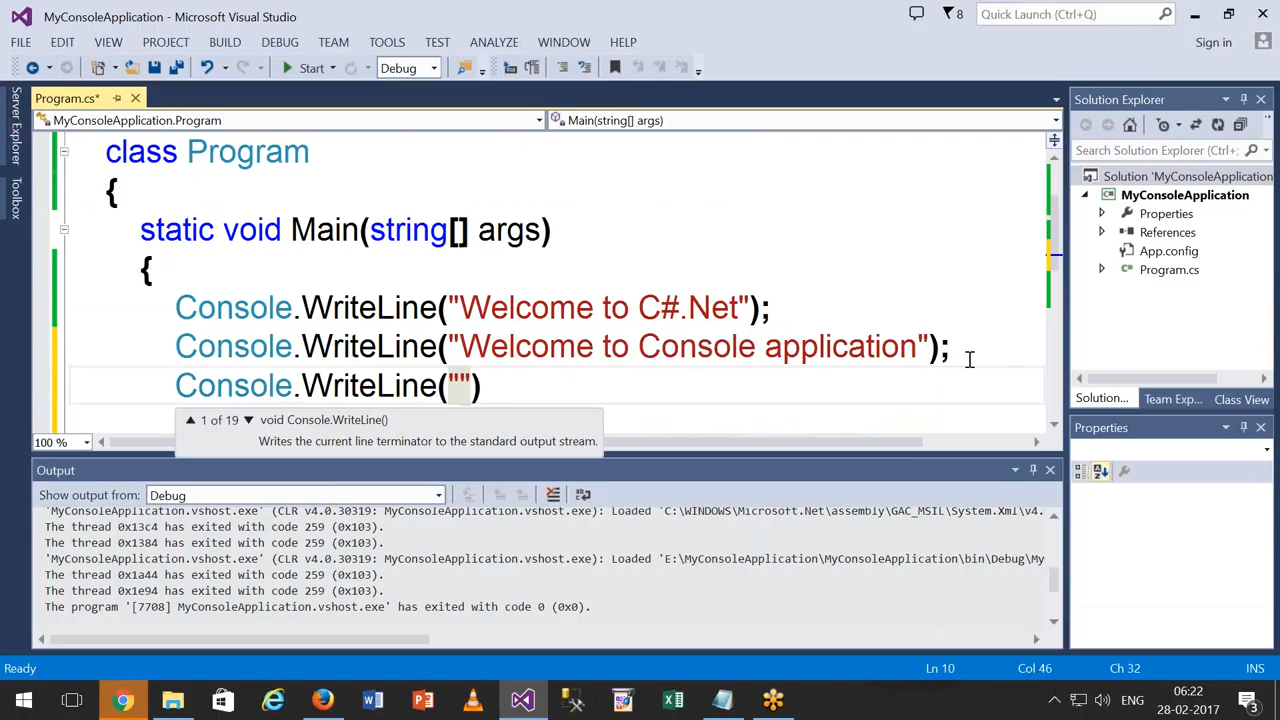 MyConsoleApplication - Microsoft Visual Studio
8
Quick Launch (Ctrl+Q)
FILE EDIT VIEW PROJECT BUILD DEBUG TEAM TOOLS TEST ANALYZE WINDOW HELP
Sign in
Start
Debug
Server Explorer
Toolbox
Program.cs*
MyConsoleApplication.Program
Main(string[] args)
class Program
{
static void Main(string[] args)
{
Console.WriteLine("Welcome to C#.Net");
Console.WriteLine("Welcome to Console application");
Console.WriteLine("")
1 of 19 void Console.WriteLine()
Writes the current line terminator to the standard output stream.
100 %
Output
Show output from: Debug
'MyConsoleApplication.vshost.exe' (CLR v4.0.30319: MyConsoleApplication.vshost.exe): Loaded 'C:\WINDOWS\Microsoft.Net\assembly\GAC_MSIL\System.Xml\v4.
The thread 0x13c4 has exited with code 259 (0x103).
The thread 0x1384 has exited with code 259 (0x103).
'MyConsoleApplication.vshost.exe' (CLR v4.0.30319: MyConsoleApplication.vshost.exe): Loaded 'E:\MyConsoleApplication\MyConsoleApplication\bin\Debug\My
The thread 0x1a44 has exited with code 259 (0x103).
The thread 0x1e94 has exited with code 259 (0x103).
The program '[7708] MyConsoleApplication.vshost.exe' has exited with code 0 (0x0).
Solution Explorer
Search Solution Explorer (Ctrl+;
Solution 'MyConsoleApplication
MyConsoleApplication
Properties
References
App.config
Program.cs
Solution... Team Exp... Class View
Properties
Ready
Ln 10
Col 46
Ch 32
INS
ENG
06:22
28-02-2017
3